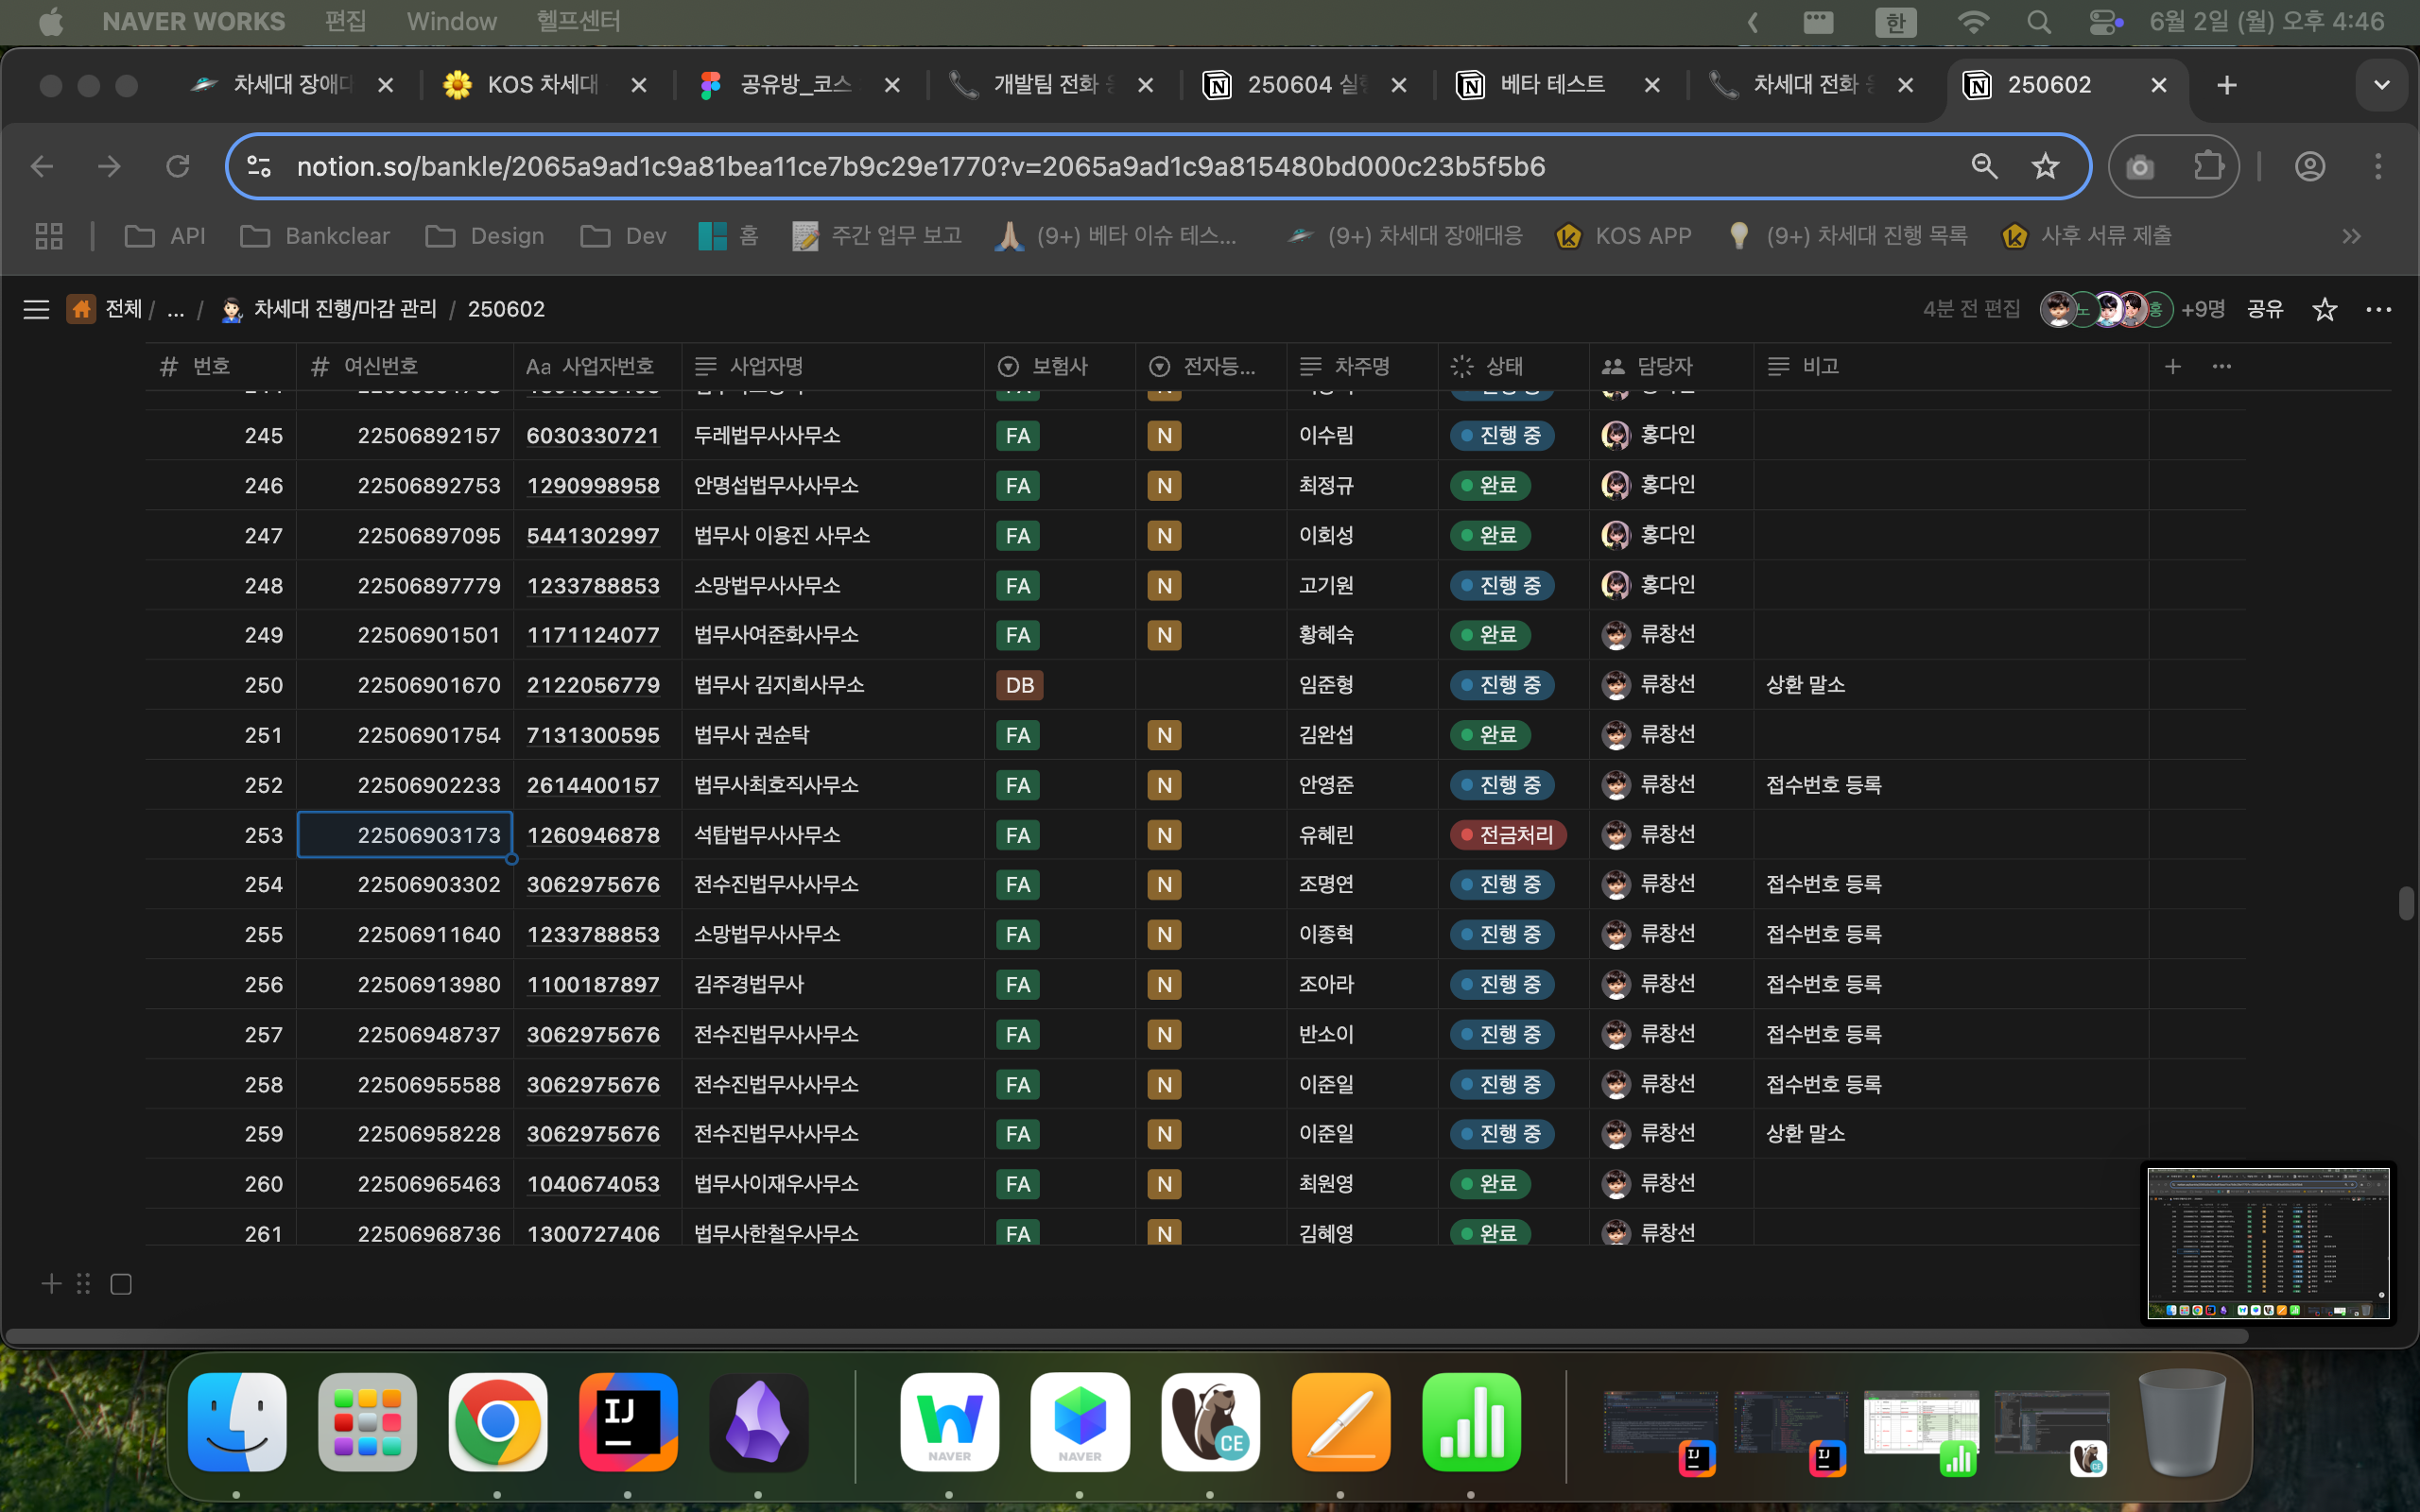 NAVER WORKS 편집 Window 헬프센터 한 6월 2일 (월) 오후 4:46
차세대 장애대 KOS 차세대 공유방_코스 개발팀 전화 250604 실 베타 테스트 차세대 전화 250602
notion.so/bankle/2065a9ad1c9a81bea11ce7b9c29e1770?v=2065a9ad1c9a815480bd000c23b5f5b6
API Bankclear Design Dev 홈 주간 업무 보고 (9+) 베타 이슈 테스... (9+) 차세대 장애대응 KOS APP (9+) 차세대 진행 목록 사후 서류 제출
전체 / ... / 차세대 진행/마감 관리 / 250602 4분 전 편집 노 홍 +9명 공유
# 번호 # 여신번호 Aa 사업자번호 사업자명 보험사 전자등... 차주명 상태 담당자 비고
245 22506892157 6030330721 두레법무사사무소 FA N 이수림 진행 중 홍다인
246 22506892753 1290998958 안명섭법무사사무소 FA N 최정규 완료 홍다인
247 22506897095 5441302997 법무사 이용진 사무소 FA N 이회성 완료 홍다인
248 22506897779 1233788853 소망법무사사무소 FA N 고기원 진행 중 홍다인
249 22506901501 1171124077 법무사여준화사무소 FA N 황혜숙 완료 류창선
250 22506901670 2122056779 법무사 김지희사무소 DB 임준형 진행 중 류창선 상환 말소
251 22506901754 7131300595 법무사 권순탁 FA N 김완섭 완료 류창선
252 22506902233 2614400157 법무사최호직사무소 FA N 안영준 진행 중 류창선 접수번호 등록
253 22506903173 1260946878 석탑법무사사무소 FA N 유혜린 전금처리 류창선
254 22506903302 3062975676 전수진법무사사무소 FA N 조명연 진행 중 류창선 접수번호 등록
255 22506911640 1233788853 소망법무사사무소 FA N 이종혁 진행 중 류창선 접수번호 등록
256 22506913980 1100187897 김주경법무사 FA N 조아라 진행 중 류창선 접수번호 등록
257 22506948737 3062975676 전수진법무사사무소 FA N 반소이 진행 중 류창선 접수번호 등록
258 22506955588 3062975676 전수진법무사사무소 FA N 이준일 진행 중 류창선 접수번호 등록
259 22506958228 3062975676 전수진법무사사무소 FA N 이준일 진행 중 류창선 상환 말소
260 22506965463 1040674053 법무사이재우사무소 FA N 최원영 완료 류창선
261 22506968736 1300727406 법무사한철우사무소 FA N 김혜영 완료 류창선
IJ NAVER NAVER CE IJ IJ CE